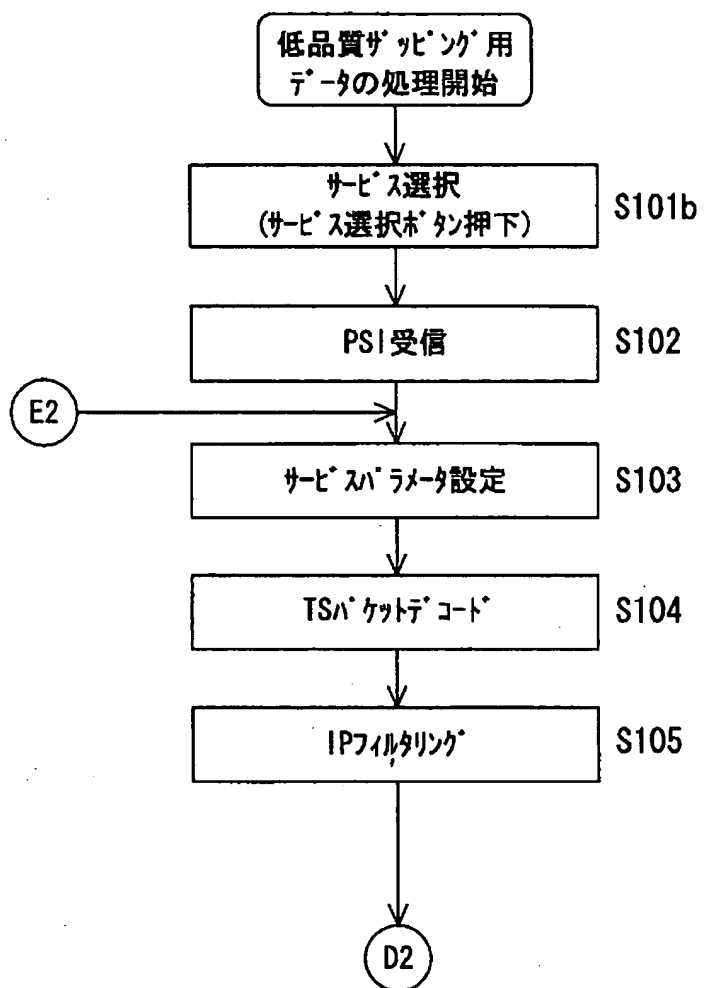 低品質ｻﾞｯﾋﾟﾝｸﾞ用
ﾃﾞｰﾀの処理開始
ｻｰﾋﾞｽ選択
(ｻｰﾋﾞｽ選択ﾎﾞﾀﾝ押下)
S101b
PSI受信
S102
E2
ｻｰﾋﾞｽﾊﾟﾗﾒｰﾀ設定
S103
TSﾊﾟｹｯﾄﾃﾞｺｰﾄﾞ
S104
IPﾌｨﾙﾀﾘﾝｸﾞ
S105
D2